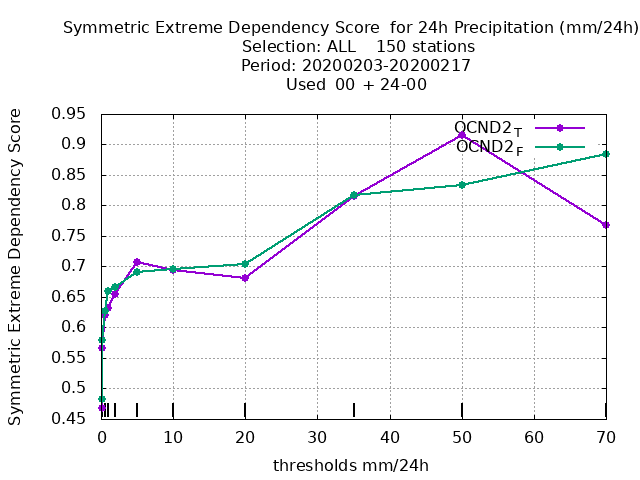 Symmetric Extreme Dependency Score  for 24h Precipitation (mm/24h)
Selection: ALL    150 stations
Period: 20200203-20200217
Used  00 + 24-00
Symmetric Extreme Dependency Score
0.95
0.9
0.85
0.8
0.75
0.7
0.65
0.6
0.55
0.5
0.45
OCND2T
OCND2F
0 10 20 30 40 50 60 70
thresholds mm/24h